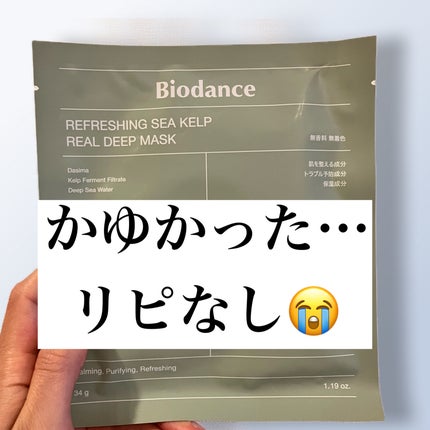 Biodance
REFRESHING SEA KELP
REAL DEEP MASK
無香料 無着色
Dasima
Kelp Ferment Filtrate
Deep Sea Water
肌を整える成分
トラブル予防成分
保湿成分
かゆかった…
リピなし😭
Calming, Purifying, Refreshing
34 g
1.19 oz.